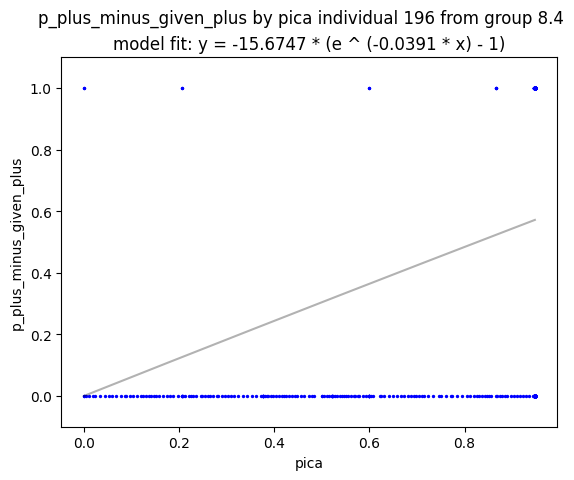 p_plus_minus_given_plus by pica individual 196 from group 8.4
model fit: y = -15.6747 * (e ^ (-0.0391 * x) - 1)
1.0
0.8
0.6
0.4
0.2
0.0
p_plus_minus_given_plus
0.0 0.2 0.4 0.6 0.8
pica